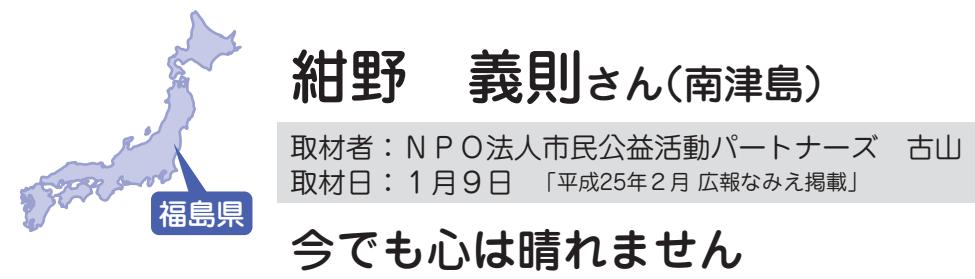 紺野　義則さん（南津島）
取材者：ＮＰＯ法人市民公益活動パートナーズ　古山
取材日：１月９日　「平成25年２月 広報なみえ掲載」
福島県
今でも心は晴れません